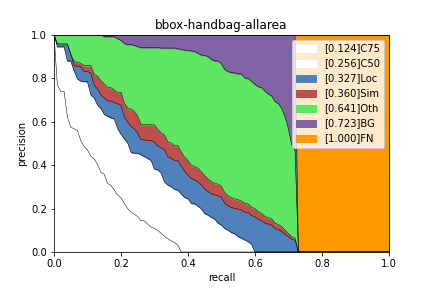 bbox-handbag-allarea
1.0
0.8
0.6
0.4
0.2
0.0
precision
[0.124]C75
[0.256]C50
[0.327]Loc
[0.360]Sim
[0.641]Oth
[0.723]BG
[1.000]FN
0.0 0.2 0.4 0.6 0.8 1.0
recall